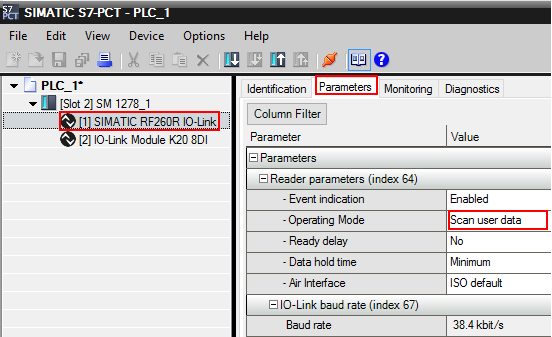 S7 PCT SIMATIC S7-PCT - PLC_1
File Edit View Device Options Help
PLC_1*
[Slot 2] SM 1278_1
[1] SIMATIC RF260R IO-Link
[2] IO-Link Module K20 8DI
Identification Parameters Monitoring Diagnostics
Column Filter
Parameter Value
Parameters
Reader parameters (index 64)
- Event indication Enabled
- Operating Mode Scan user data
- Ready delay No
- Data hold time Minimum
- Air Interface ISO default
IO-Link baud rate (index 67)
Baud rate 38.4 kbit/s